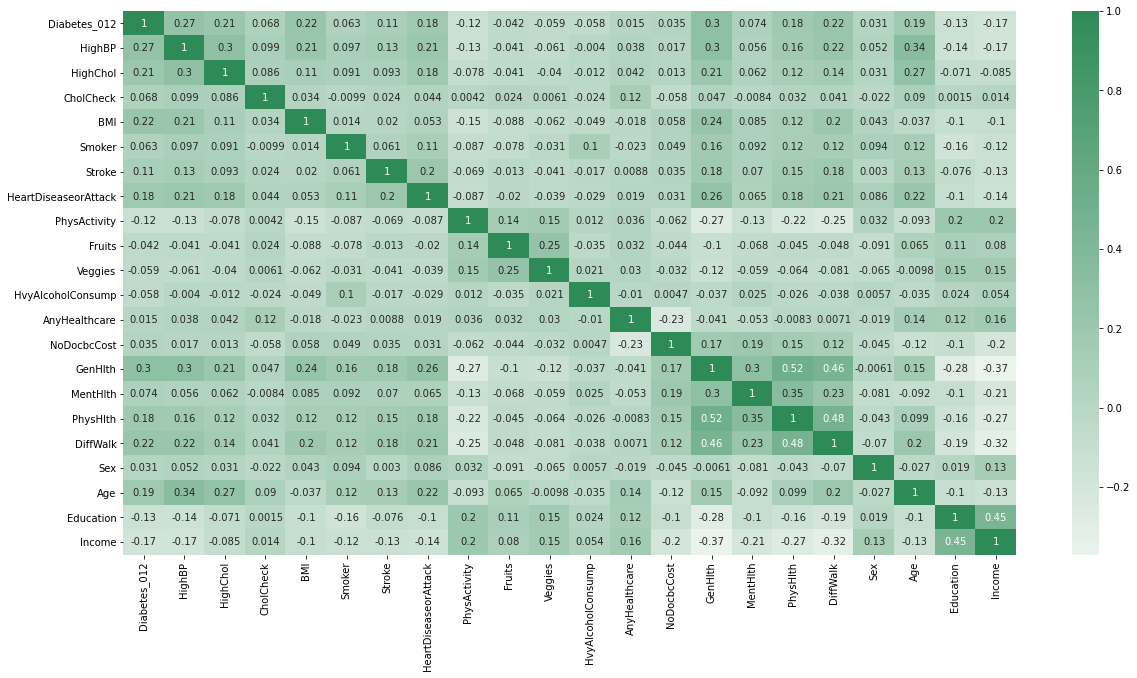 Diabetes_012 1 0.27 0.21 0.068 0.22 0.063 0.11 0.18 -0.12 -0.042 -0.059 -0.058 0.015 0.035 0.3 0.074 0.18 0.22 0.031 0.19 -0.13 -0.17
HighBP 0.27 1 0.3 0.099 0.21 0.097 0.13 0.21 -0.13 -0.041 -0.061 -0.004 0.038 0.017 0.3 0.056 0.16 0.22 0.052 0.34 -0.14 -0.17
HighChol 0.21 0.3 1 0.086 0.11 0.091 0.093 0.18 -0.078 -0.041 -0.04 -0.012 0.042 0.013 0.21 0.062 0.12 0.14 0.031 0.27 -0.071 -0.085
CholCheck 0.068 0.099 0.086 1 0.034 -0.0099 0.024 0.044 0.0042 0.024 0.0061 -0.024 0.12 -0.058 0.047 -0.0084 0.032 0.041 -0.022 0.09 0.0015 0.014
BMI 0.22 0.21 0.11 0.034 1 0.014 0.02 0.053 -0.15 -0.088 -0.062 -0.049 -0.018 0.058 0.24 0.085 0.12 0.2 0.043 -0.037 -0.1 -0.1
Smoker 0.063 0.097 0.091 -0.0099 0.014 1 0.061 0.11 -0.087 -0.078 -0.031 0.1 -0.023 0.049 0.16 0.092 0.12 0.12 0.094 0.12 -0.16 -0.12
Stroke 0.11 0.13 0.093 0.024 0.02 0.061 1 0.2 -0.069 -0.013 -0.041 -0.017 0.0088 0.035 0.18 0.07 0.15 0.18 0.003 0.13 -0.076 -0.13
HeartDiseaseorAttack 0.18 0.21 0.18 0.044 0.053 0.11 0.2 1 -0.087 -0.02 -0.039 -0.029 0.019 0.031 0.26 0.065 0.18 0.21 0.086 0.22 -0.1 -0.14
PhysActivity -0.12 -0.13 -0.078 0.0042 -0.15 -0.087 -0.069 -0.087 1 0.14 0.15 0.012 0.036 -0.062 -0.27 -0.13 -0.22 -0.25 0.032 -0.093 0.2 0.2
Fruits -0.042 -0.041 -0.041 0.024 -0.088 -0.078 -0.013 -0.02 0.14 1 0.25 -0.035 0.032 -0.044 -0.1 -0.068 -0.045 -0.048 -0.091 0.065 0.11 0.08
Veggies -0.059 -0.061 -0.04 0.0061 -0.062 -0.031 -0.041 -0.039 0.15 0.25 1 0.021 0.03 -0.032 -0.12 -0.059 -0.064 -0.081 -0.065 -0.0098 0.15 0.15
HvyAlcoholConsump -0.058 -0.004 -0.012 -0.024 -0.049 0.1 -0.017 -0.029 0.012 -0.035 0.021 1 -0.01 0.0047 -0.037 0.025 -0.026 -0.038 0.0057 -0.035 0.024 0.054
AnyHealthcare 0.015 0.038 0.042 0.12 -0.018 -0.023 0.0088 0.019 0.036 0.032 0.03 -0.01 1 -0.23 -0.041 -0.053 -0.0083 0.0071 -0.019 0.14 0.12 0.16
NoDocbcCost 0.035 0.017 0.013 -0.058 0.058 0.049 0.035 0.031 -0.062 -0.044 -0.032 0.0047 -0.23 1 0.17 0.19 0.15 0.12 -0.045 -0.12 -0.1 -0.2
GenHlth 0.3 0.3 0.21 0.047 0.24 0.16 0.18 0.26 -0.27 -0.1 -0.12 -0.037 -0.041 0.17 1 0.3 0.52 0.46 -0.0061 0.15 -0.28 -0.37
MentHlth 0.074 0.056 0.062 -0.0084 0.085 0.092 0.07 0.065 -0.13 -0.068 -0.059 0.025 -0.053 0.19 0.3 1 0.35 0.23 -0.081 -0.092 -0.1 -0.21
PhysHlth 0.18 0.16 0.12 0.032 0.12 0.12 0.15 0.18 -0.22 -0.045 -0.064 -0.026 -0.0083 0.15 0.52 0.35 1 0.48 -0.043 0.099 -0.16 -0.27
DiffWalk 0.22 0.22 0.14 0.041 0.2 0.12 0.18 0.21 -0.25 -0.048 -0.081 -0.038 0.0071 0.12 0.46 0.23 0.48 1 -0.07 0.2 -0.19 -0.32
Sex 0.031 0.052 0.031 -0.022 0.043 0.094 0.003 0.086 0.032 -0.091 -0.065 0.0057 -0.019 -0.045 -0.0061 -0.081 -0.043 -0.07 1 -0.027 0.019 0.13
Age 0.19 0.34 0.27 0.09 -0.037 0.12 0.13 0.22 -0.093 0.065 -0.0098 -0.035 0.14 -0.12 0.15 -0.092 0.099 0.2 -0.027 1 -0.1 -0.13
Education -0.13 -0.14 -0.071 0.0015 -0.1 -0.16 -0.076 -0.1 0.2 0.11 0.15 0.024 0.12 -0.1 -0.28 -0.1 -0.16 -0.19 0.019 -0.1 1 0.45
Income -0.17 -0.17 -0.085 0.014 -0.1 -0.12 -0.13 -0.14 0.2 0.08 0.15 0.054 0.16 -0.2 -0.37 -0.21 -0.27 -0.32 0.13 -0.13 0.45 1
Diabetes_012
HighBP
HighChol
CholCheck
BMI
Smoker
Stroke
HeartDiseaseorAttack
PhysActivity
Fruits
Veggies
HvyAlcoholConsump
AnyHealthcare
NoDocbcCost
GenHlth
MentHlth
PhysHlth
DiffWalk
Sex
Age
Education
Income
1.0
0.8
0.6
0.4
0.2
0.0
-0.2